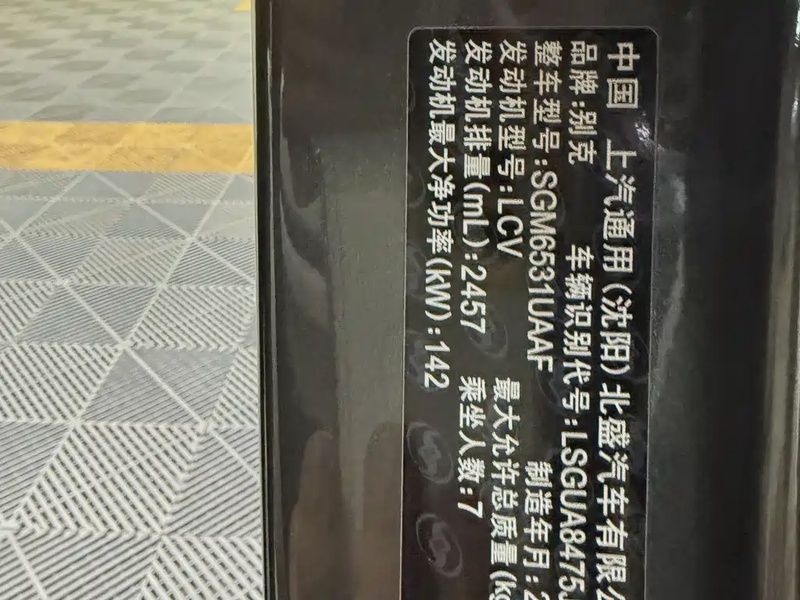 中国 上汽通用(沈阳)北盛汽车有限
品牌:别克 车辆识别代号:LSGUA8475J
整车型号:SGM6531UAAF 制造年月:2
发动机型号:LCV 最大允许总质量(kg
发动机排量(mL):2457 乘坐人数:7
发动机最大净功率(kW):142